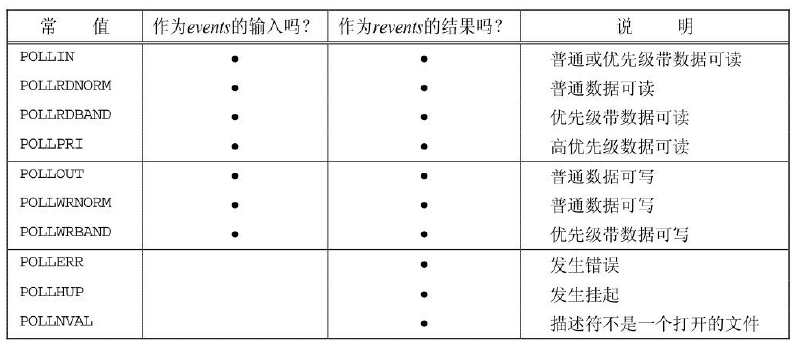 常 值 作为events的输入吗？ 作为revents的结果吗？ 说 明
POLLIN • • 普通或优先级带数据可读
POLLRDNORM • • 普通数据可读
POLLRDBAND • • 优先级带数据可读
POLLPRI • • 高优先级数据可读
POLLOUT • • 普通数据可写
POLLWRNORM • • 普通数据可写
POLLWRBAND • • 优先级带数据可写
POLLERR • 发生错误
POLLHUP • 发生挂起
POLLNVAL • 描述符不是一个打开的文件